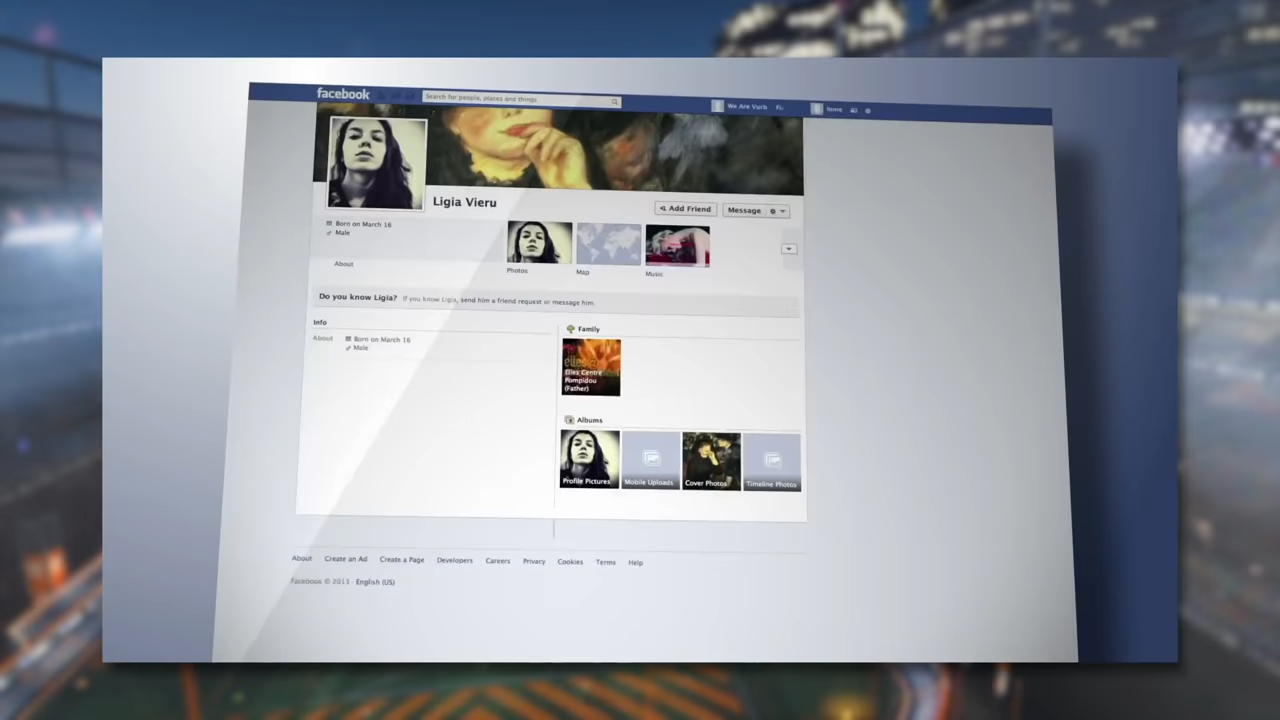 facebook
Search for people, places and things
We Are Vurb
Home
Ligia Vieru
Add Friend
Message
Born on March 16
Male
About
Photos
Map
Music
Do you know Ligia? If you know Ligia, send him a friend request or message him.
Info
About
Born on March 16
Male
Family
elles
Elles Centre
Pompidou
(Father)
Albums
Profile Pictures
Mobile Uploads
Cover Photos
Timeline Photos
About Create an Ad Create a Page Developers Careers Privacy Cookies Terms Help
Facebook © 2013 · English (US)